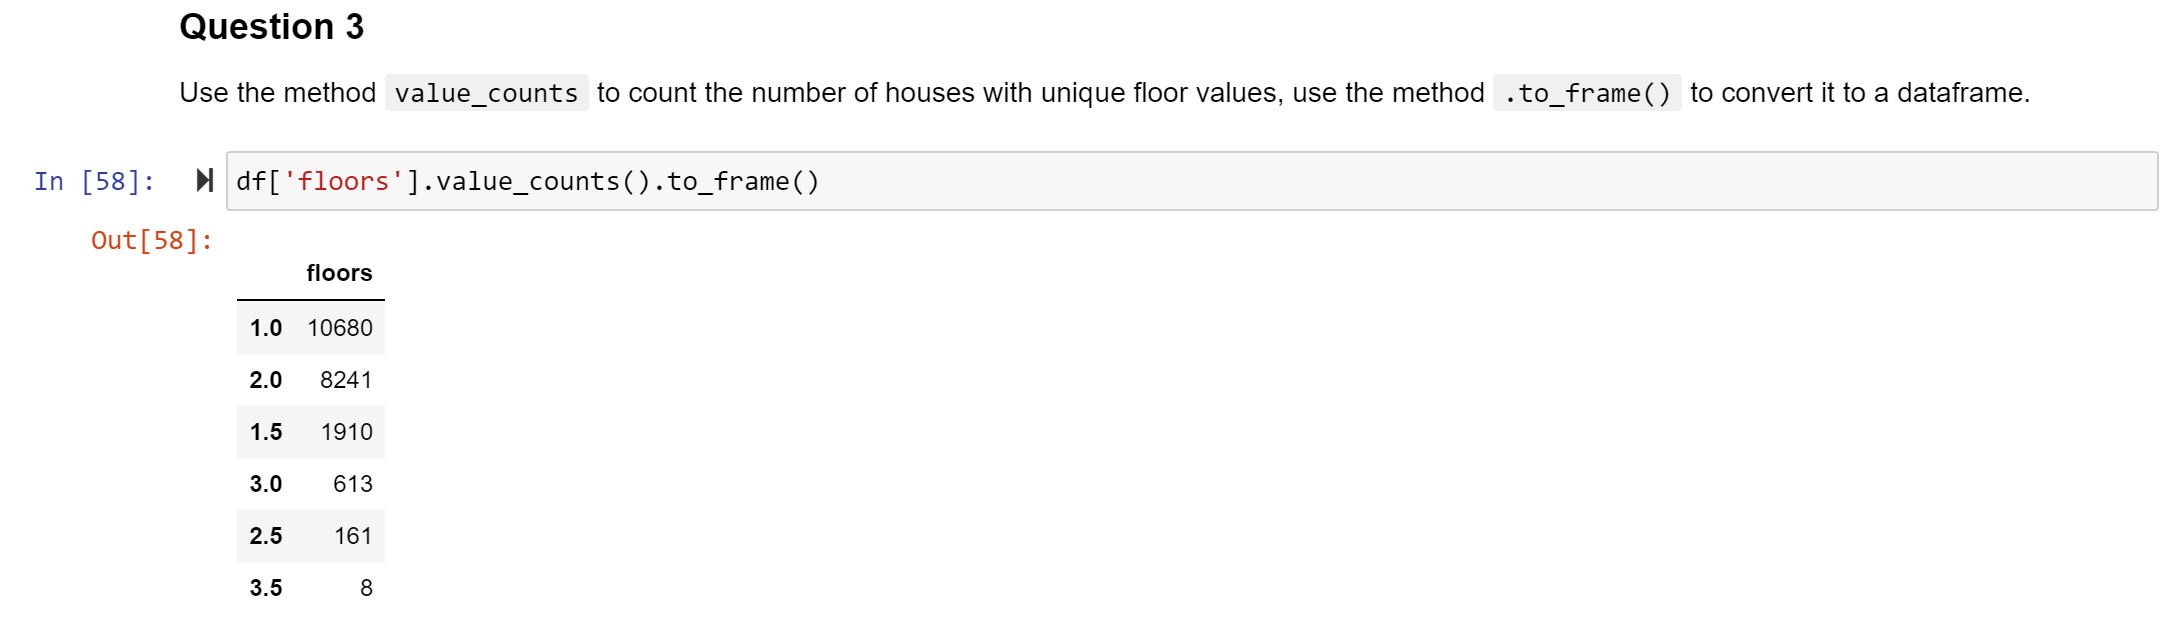 Question 3
Use the method value_counts to count the number of houses with unique floor values, use the method .to_frame() to convert it to a dataframe.
In [58]: df['floors'].value_counts().to_frame()
Out[58]:
floors
1.0 10680
2.0 8241
1.5 1910
3.0 613
2.5 161
3.5 8